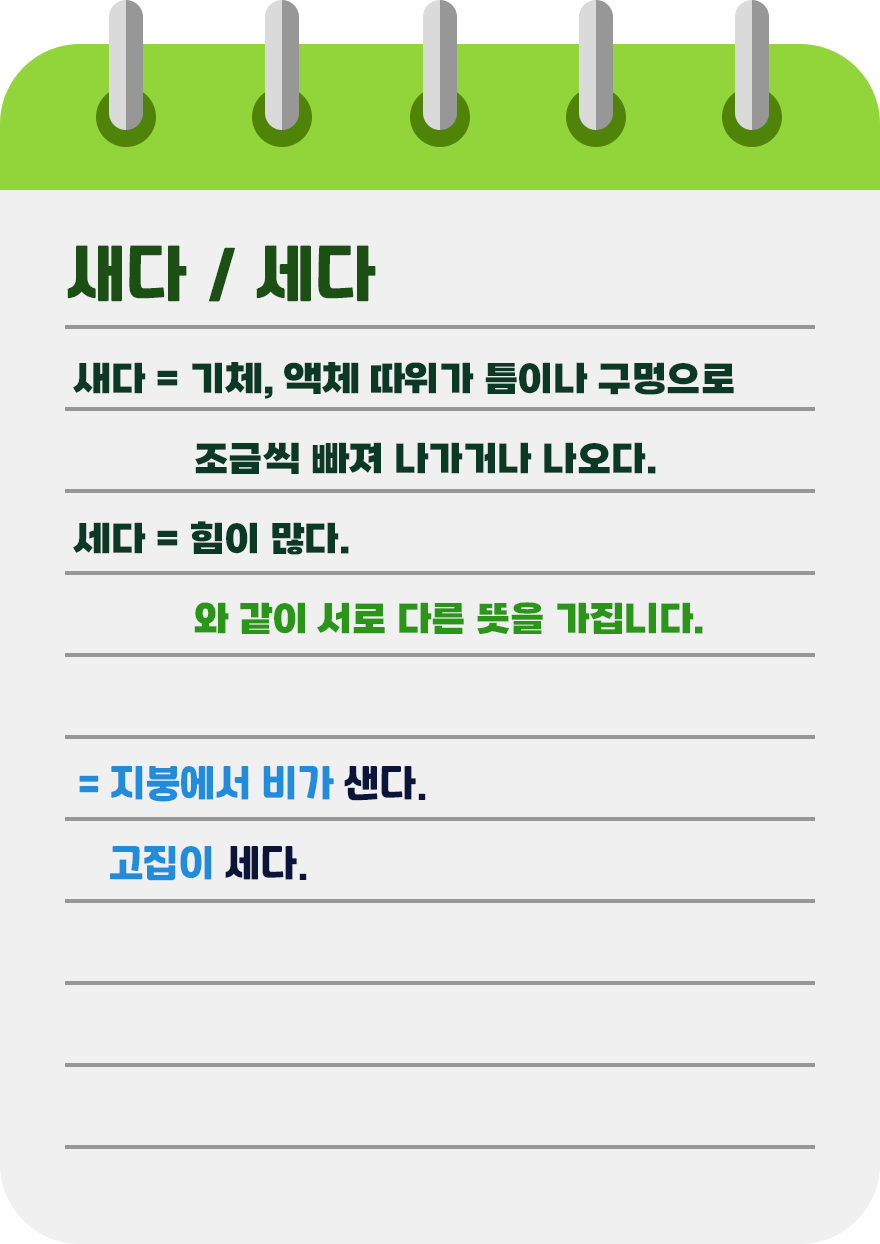 새다 / 세다
새다 = 기체, 액체 따위가 틈이나 구멍으로
조금씩 빠져 나가거나 나오다.
세다 = 힘이 많다.
와 같이 서로 다른 뜻을 가집니다.
= 지붕에서 비가 샌다.
고집이 세다.